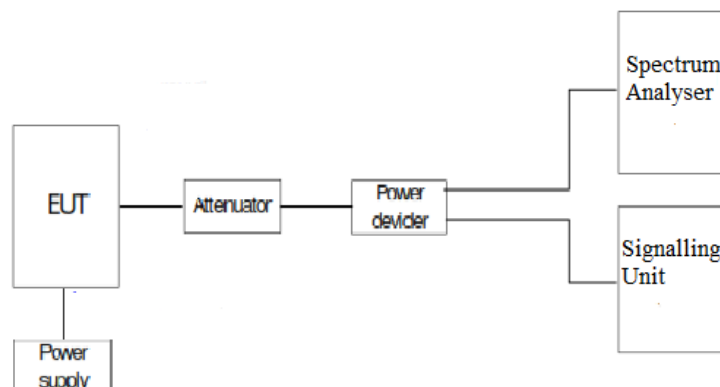 Spectrum
Analyser
EUT
Attenuator
Power
devider
Signalling
Unit
Power
supply